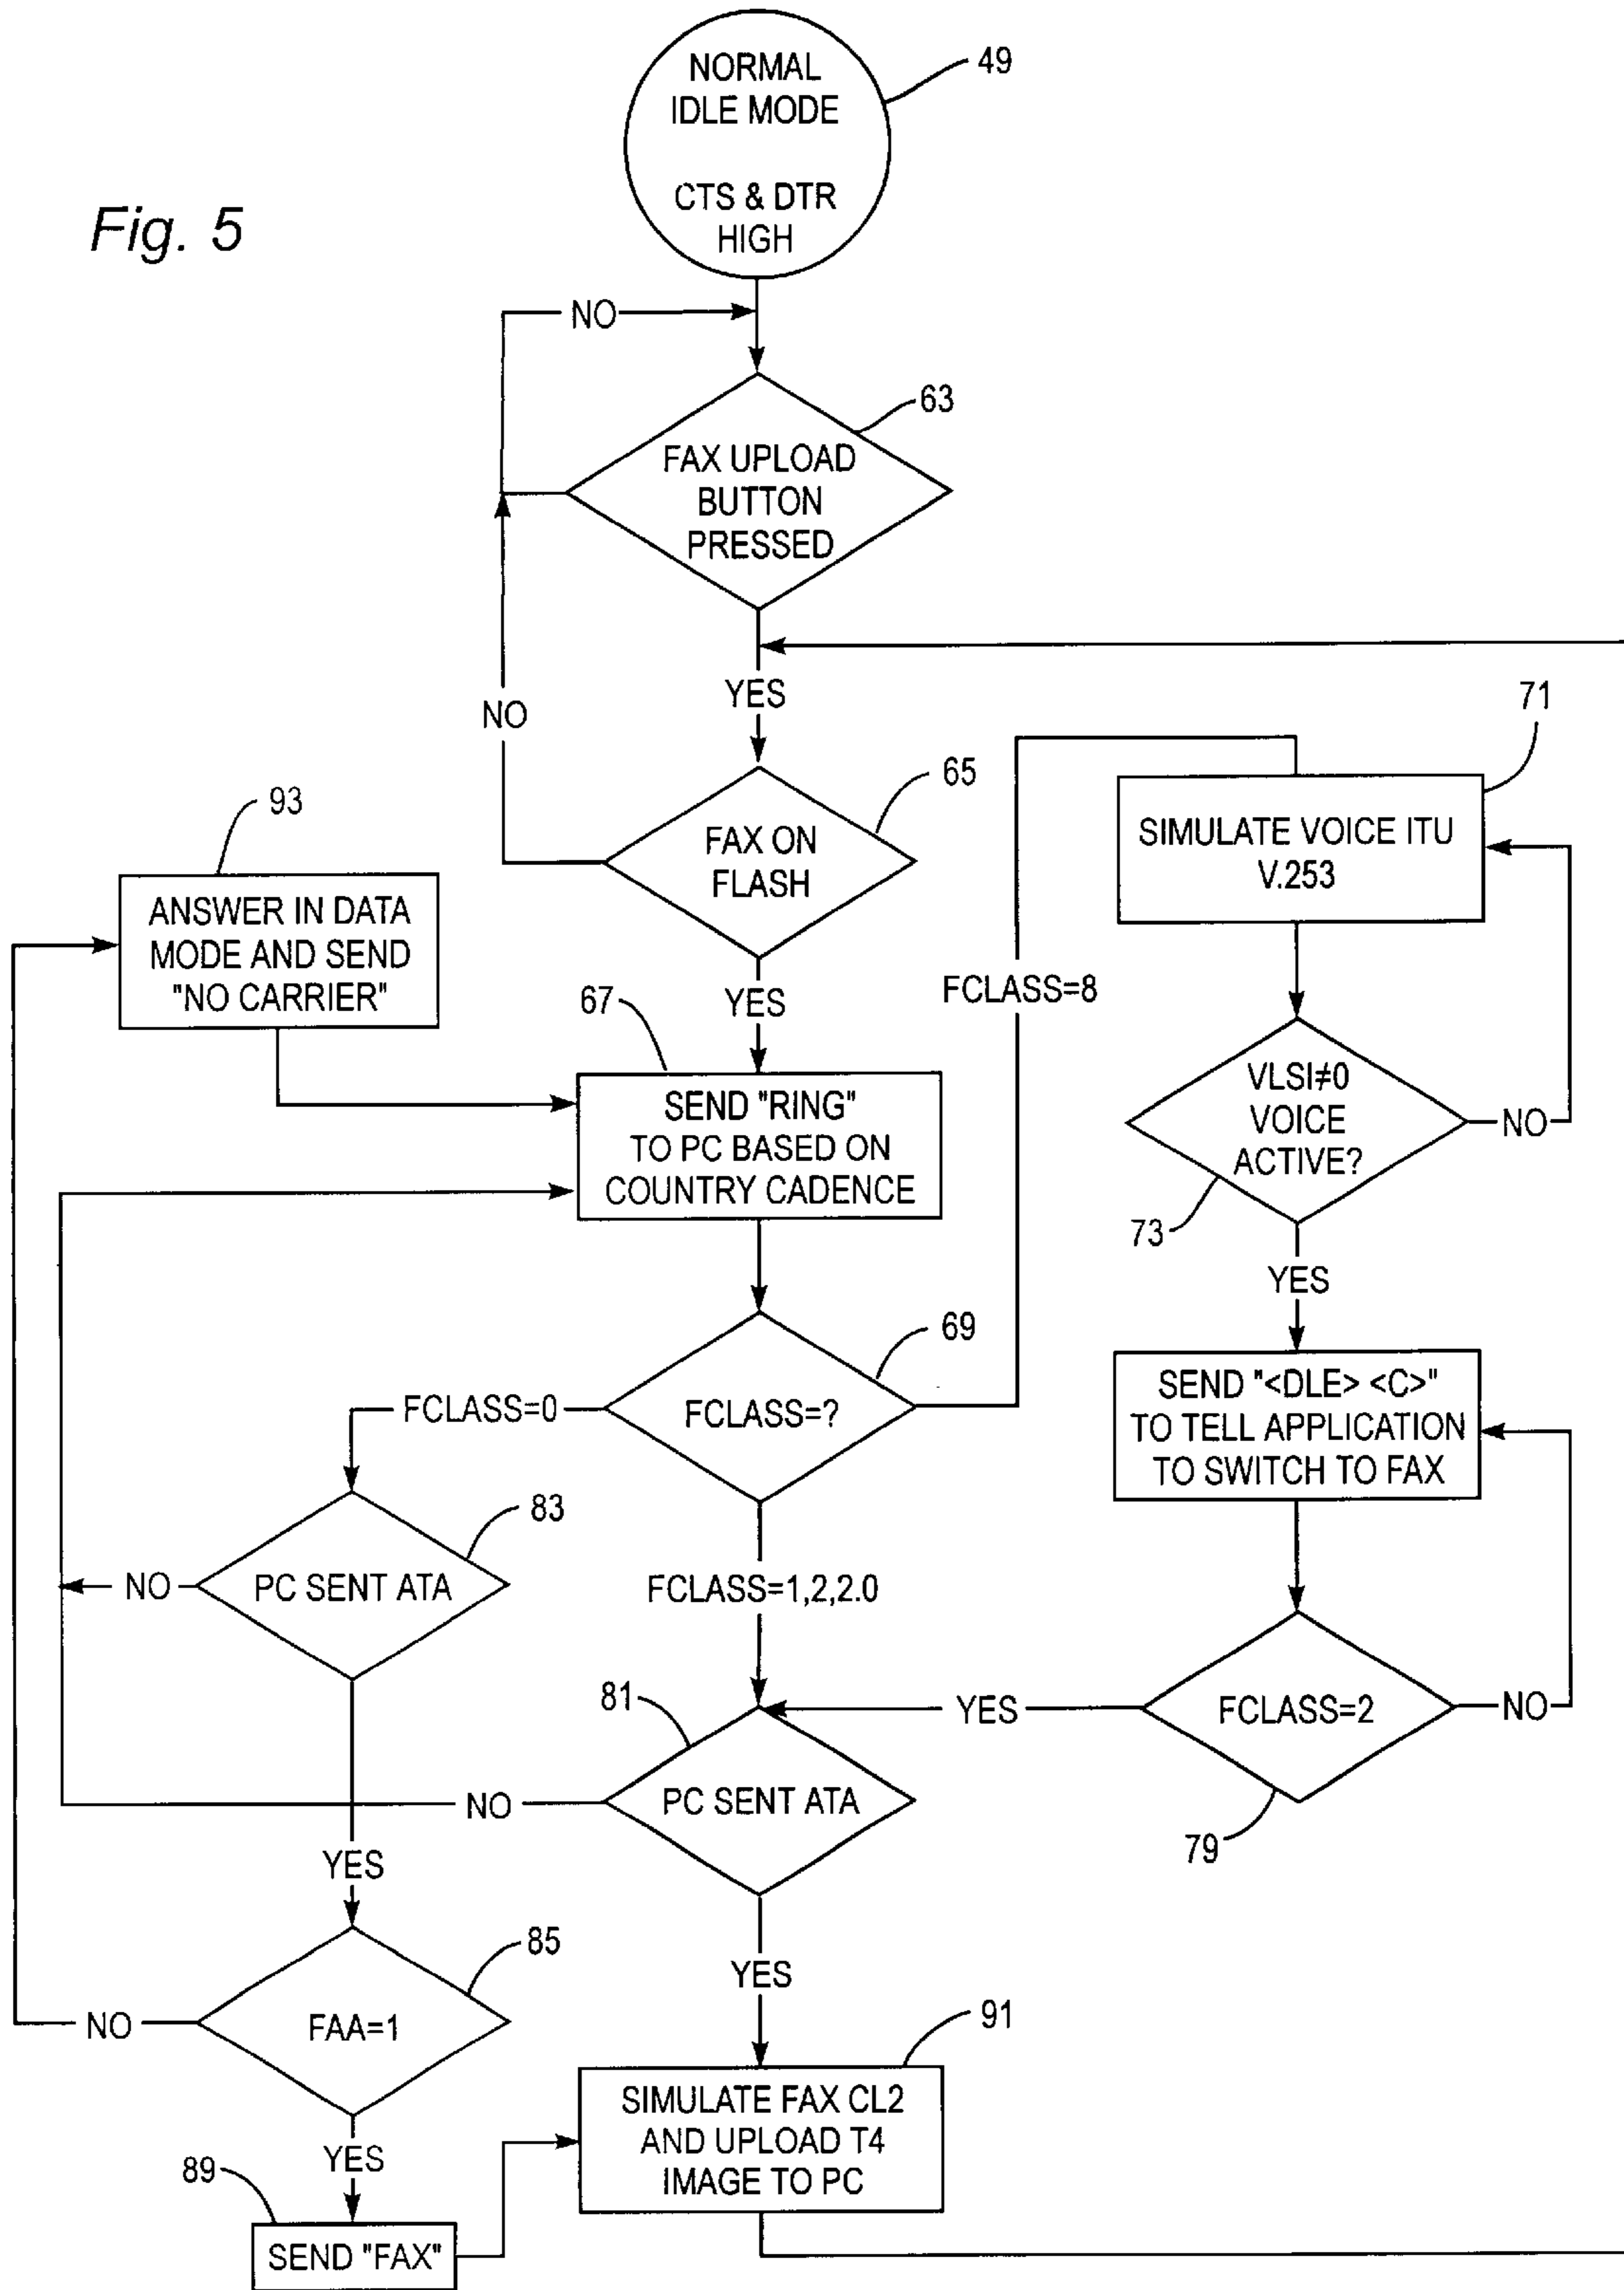 Fig. 5
NORMAL
IDLE MODE
CTS & DTR
HIGH
49
NO
63
FAX UPLOAD
BUTTON
PRESSED
YES
NO
65
FAX ON
FLASH
YES
93
ANSWER IN DATA
MODE AND SEND
"NO CARRIER"
67
SEND "RING"
TO PC BASED ON
COUNTRY CADENCE
FCLASS=8
71
SIMULATE VOICE ITU
V.253
VLSI≠0
VOICE
ACTIVE?
NO
73
YES
69
FCLASS=?
FCLASS=0
SEND "<DLE> <C>"
TO TELL APPLICATION
TO SWITCH TO FAX
83
PC SENT ATA
NO
FCLASS=1,2,2.0
81
PC SENT ATA
NO
YES
FCLASS=2
NO
79
YES
YES
85
FAA=1
NO
YES
89
SEND "FAX"
91
SIMULATE FAX CL2
AND UPLOAD T4
IMAGE TO PC